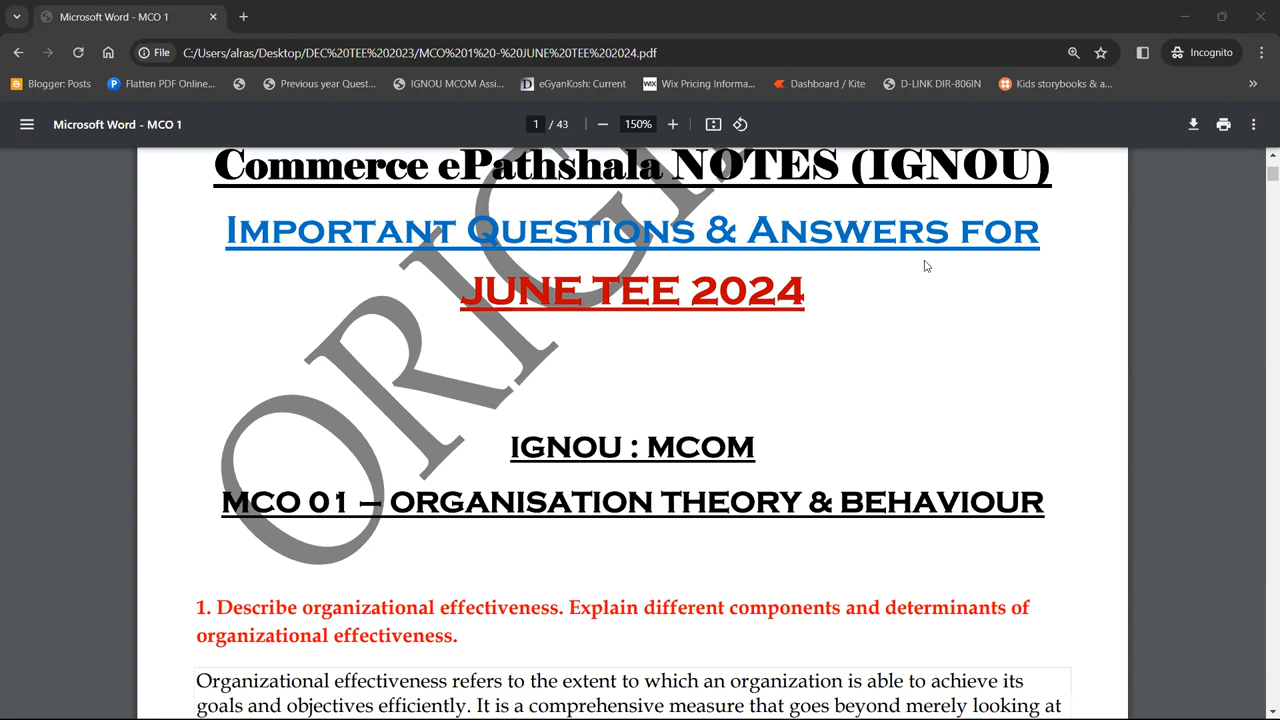 Microsoft Word - MCO 1
File C:/Users/alras/Desktop/DEC%20TEE%202023/MCO%201%20-%20JUNE%20TEE%202024.pdf Incognito
Blogger: Posts Flatten PDF Online... Previous year Quest... IGNOU MCOM Assi... eGyanKosh: Current WIX Wix Pricing Informa... Dashboard / Kite D-LINK DIR-806IN Kids storybooks & a...
Microsoft Word - MCO 1 1 / 43 150%
Commerce ePathshala NOTES (IGNOU)
IMPORTANT QUESTIONS & ANSWERS FOR
JUNE TEE 2024
ORIGI
IGNOU : MCOM
MCO 01 – ORGANISATION THEORY & BEHAVIOUR
1. Describe organizational effectiveness. Explain different components and determinants of
organizational effectiveness.
Organizational effectiveness refers to the extent to which an organization is able to achieve its
goals and objectives efficiently. It is a comprehensive measure that goes beyond merely looking at